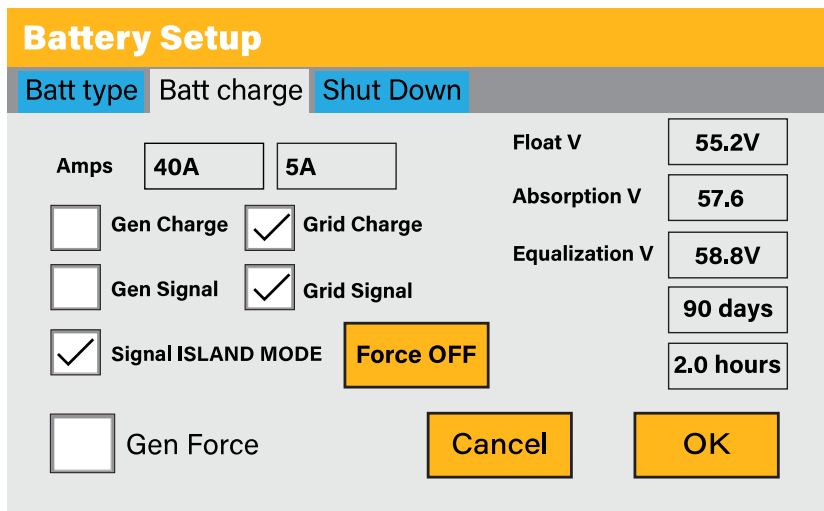 Battery Setup
Batt type Batt charge Shut Down
Amps 40A 5A
Float V 55.2V
Absorption V 57.6
Gen Charge Grid Charge
Equalization V 58.8V
Gen Signal Grid Signal
90 days
Signal ISLAND MODE Force OFF
2.0 hours
Gen Force Cancel OK